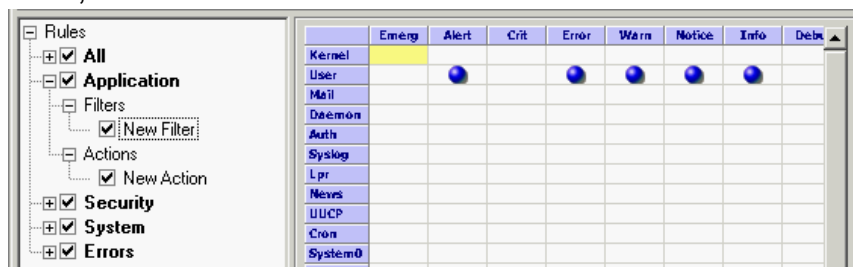 Rules
All
Application
Filters
New Filter
Actions
New Action
Security
System
Errors
Emerg Alert Crit Error Warn Notice Info Debu
Kernel
User
Mail
Daemon
Auth
Syslog
Lpr
News
UUCP
Cron
System0